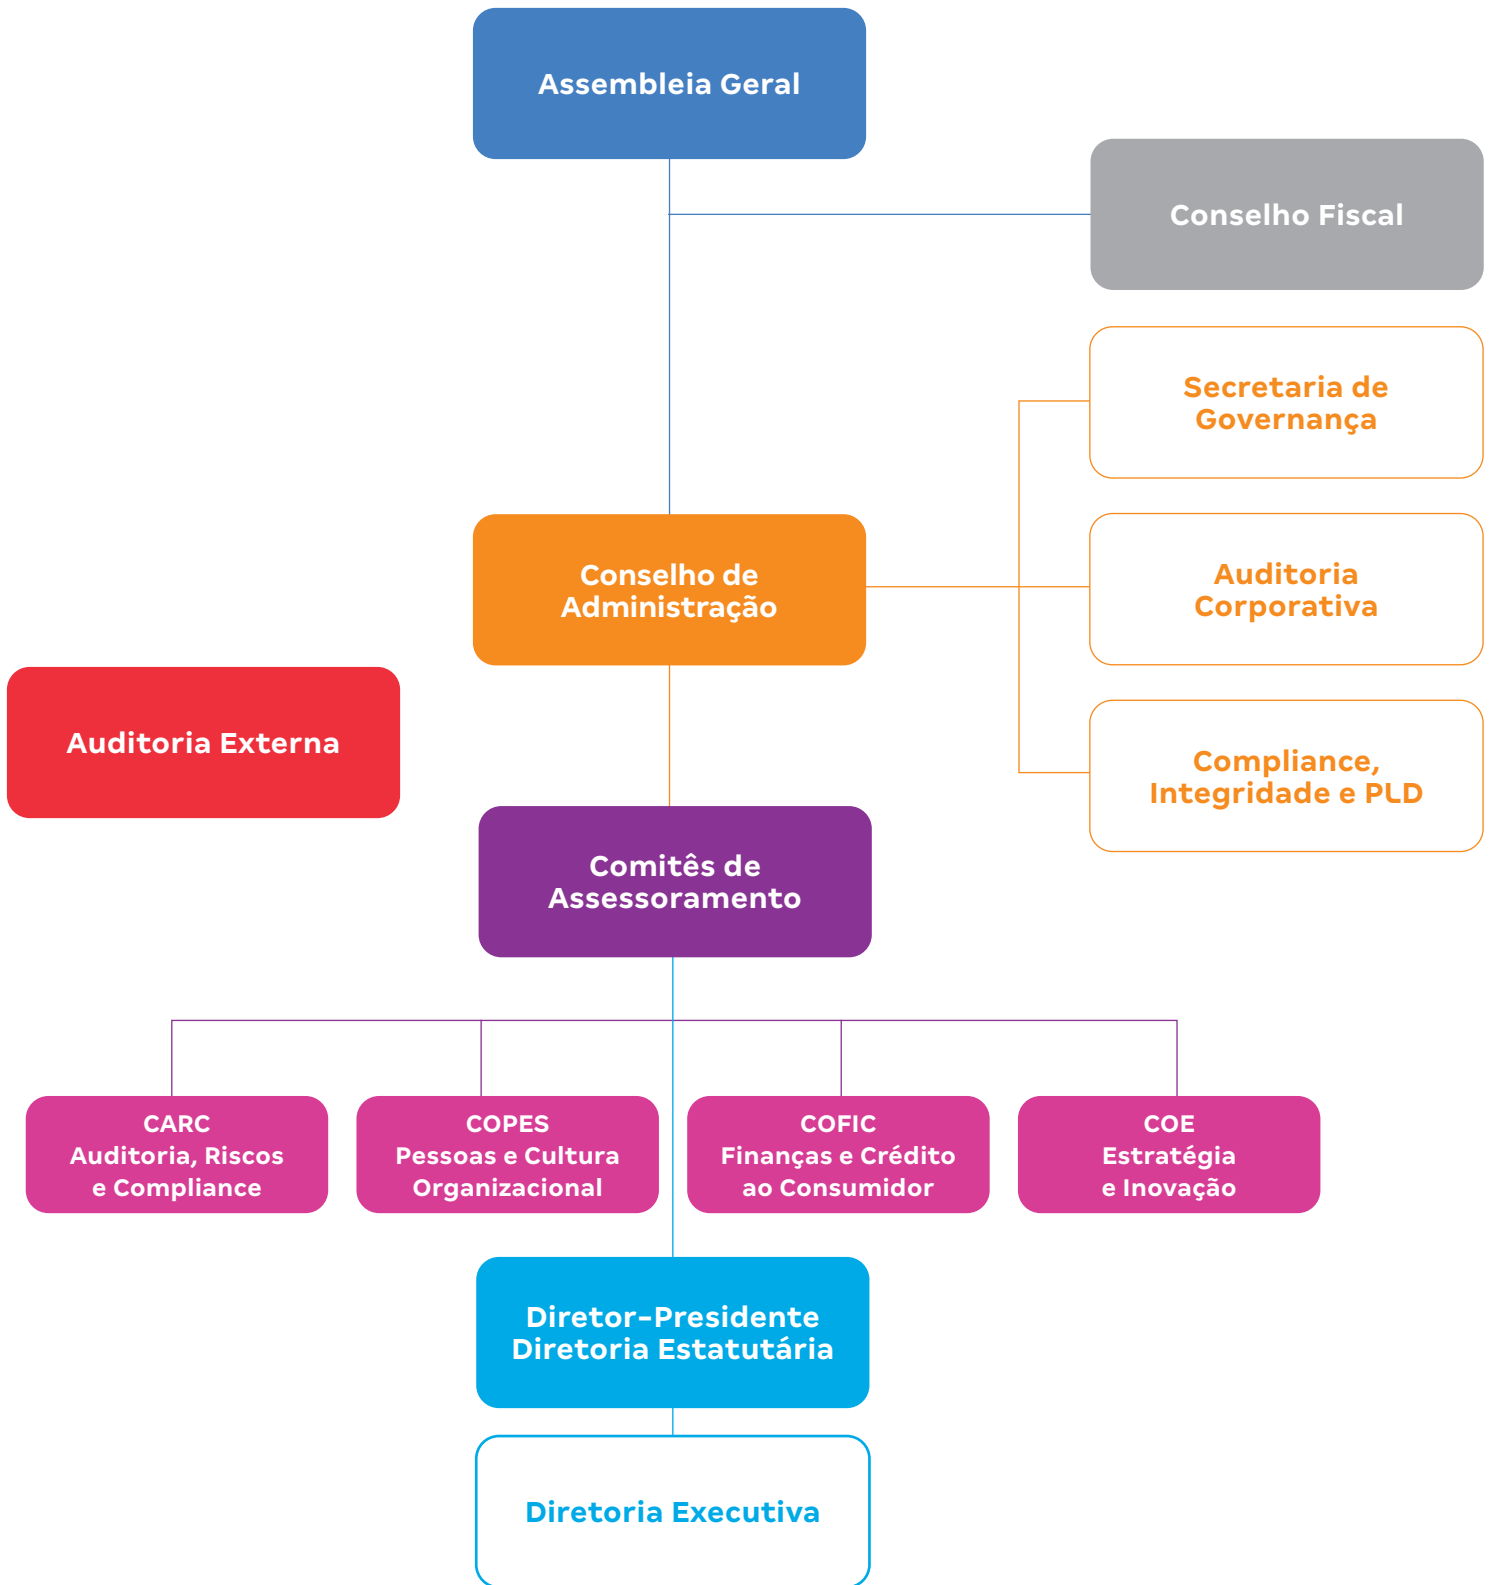 Assembleia Geral
Conselho Fiscal
Secretaria de
Governança
Conselho de
Administração
Auditoria
Corporativa
Auditoria Externa
Compliance,
Integridade e PLD
Comitês de
Assessoramento
CARC
Auditoria, Riscos
e Compliance
COPES
Pessoas e Cultura
Organizacional
COFIC
Finanças e Crédito
ao Consumidor
COE
Estratégia
e Inovação
Diretor-Presidente
Diretoria Estatutária
Diretoria Executiva